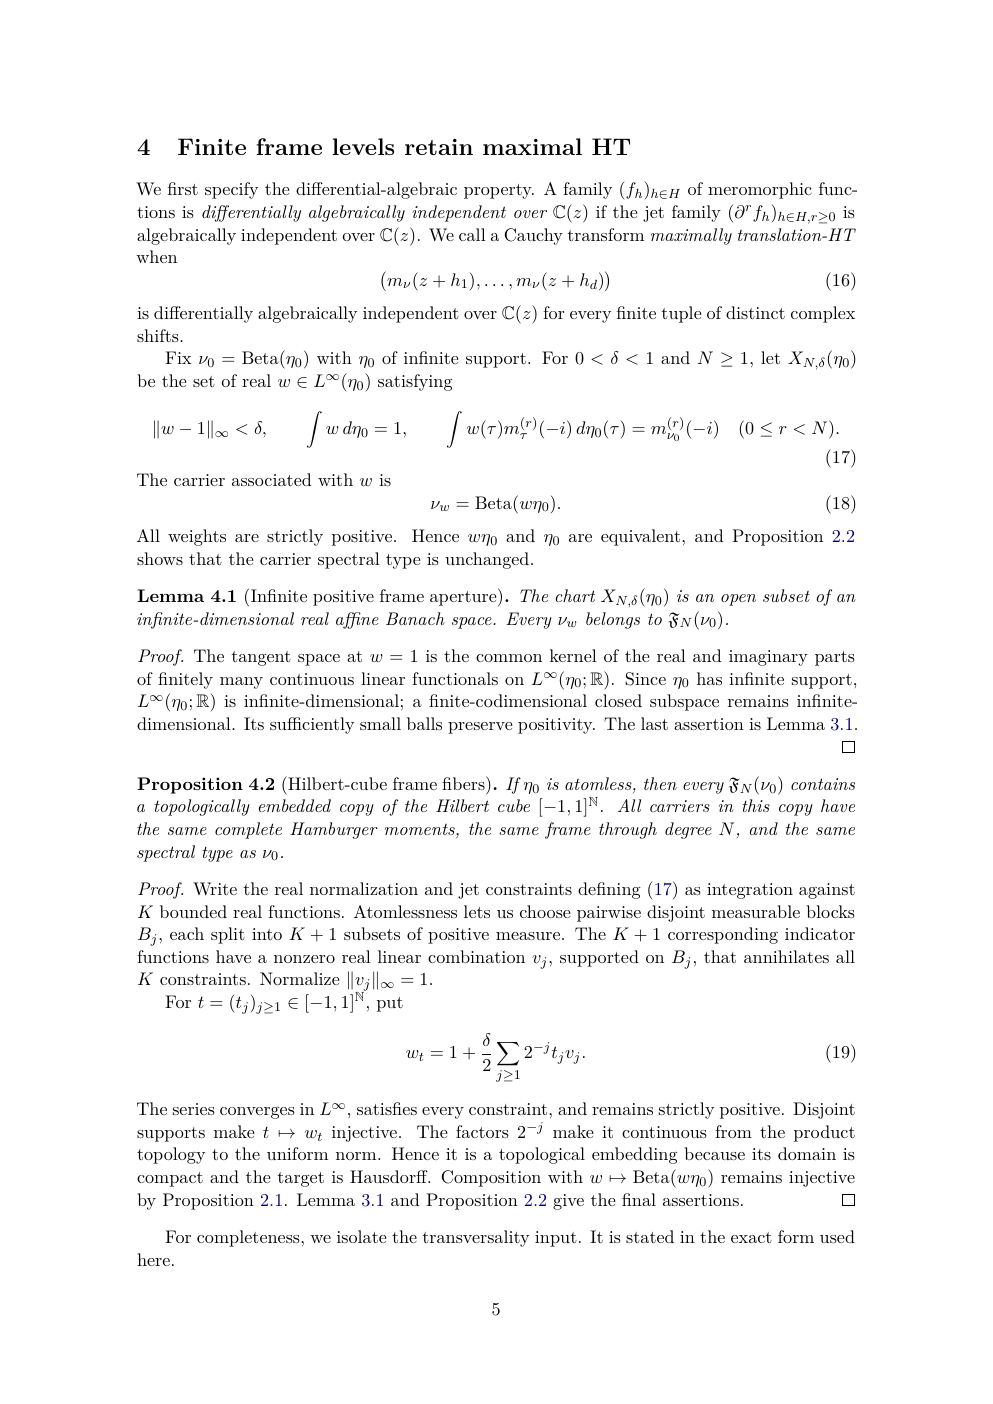 4 Finite frame levels retain maximal HT
We first specify the differential-algebraic property. A family (f_h)_{h∈H} of meromorphic func-
tions is differentially algebraically independent over ℂ(z) if the jet family (∂^r f_h)_{h∈H,r≥0} is
algebraically independent over ℂ(z). We call a Cauchy transform maximally translation-HT
when
(m_ν(z + h_1), . . . , m_ν(z + h_d)) (16)
is differentially algebraically independent over ℂ(z) for every finite tuple of distinct complex
shifts.
Fix ν_0 = Beta(η_0) with η_0 of infinite support. For 0 < δ < 1 and N ≥ 1, let X_{N,δ}(η_0)
be the set of real w ∈ L^∞(η_0) satisfying
‖w − 1‖_∞ < δ, ∫ w dη_0 = 1, ∫ w(τ)m_τ^{(r)}(−i) dη_0(τ) = m_{ν_0}^{(r)}(−i) (0 ≤ r < N).
(17)
The carrier associated with w is
ν_w = Beta(wη_0). (18)
All weights are strictly positive. Hence wη_0 and η_0 are equivalent, and Proposition 2.2
shows that the carrier spectral type is unchanged.
Lemma 4.1 (Infinite positive frame aperture). The chart X_{N,δ}(η_0) is an open subset of an
infinite-dimensional real affine Banach space. Every ν_w belongs to 𝔉_N(ν_0).
Proof. The tangent space at w = 1 is the common kernel of the real and imaginary parts
of finitely many continuous linear functionals on L^∞(η_0; ℝ). Since η_0 has infinite support,
L^∞(η_0; ℝ) is infinite-dimensional; a finite-codimensional closed subspace remains infinite-
dimensional. Its sufficiently small balls preserve positivity. The last assertion is Lemma 3.1.
□
Proposition 4.2 (Hilbert-cube frame fibers). If η_0 is atomless, then every 𝔉_N(ν_0) contains
a topologically embedded copy of the Hilbert cube [−1, 1]^ℕ. All carriers in this copy have
the same complete Hamburger moments, the same frame through degree N, and the same
spectral type as ν_0.
Proof. Write the real normalization and jet constraints defining (17) as integration against
K bounded real functions. Atomlessness lets us choose pairwise disjoint measurable blocks
B_j, each split into K + 1 subsets of positive measure. The K + 1 corresponding indicator
functions have a nonzero real linear combination v_j, supported on B_j, that annihilates all
K constraints. Normalize ‖v_j‖_∞ = 1.
For t = (t_j)_{j≥1} ∈ [−1, 1]^ℕ, put
w_t = 1 + \frac{δ}{2} ∑_{j≥1} 2^{−j} t_j v_j. (19)
The series converges in L^∞, satisfies every constraint, and remains strictly positive. Disjoint
supports make t ↦ w_t injective. The factors 2^{−j} make it continuous from the product
topology to the uniform norm. Hence it is a topological embedding because its domain is
compact and the target is Hausdorff. Composition with w ↦ Beta(wη_0) remains injective
by Proposition 2.1. Lemma 3.1 and Proposition 2.2 give the final assertions. □
For completeness, we isolate the transversality input. It is stated in the exact form used
here.
5